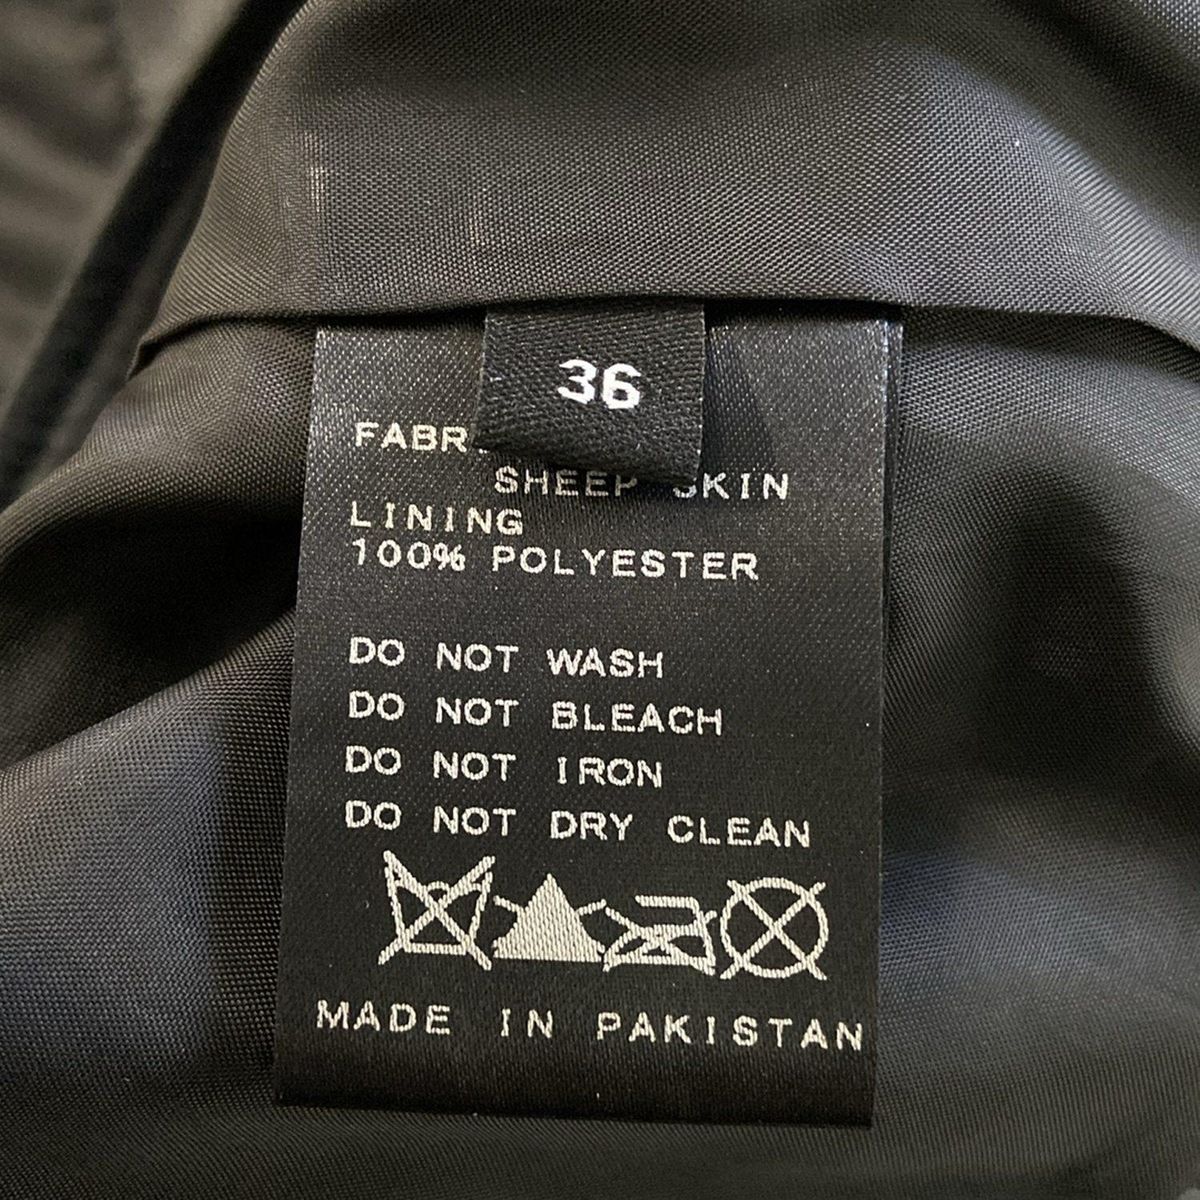 36
FABR
SHEEP SKIN
LINING
100% POLYESTER
DO NOT WASH
DO NOT BLEACH
DO NOT IRON
DO NOT DRY CLEAN
MADE IN PAKISTAN